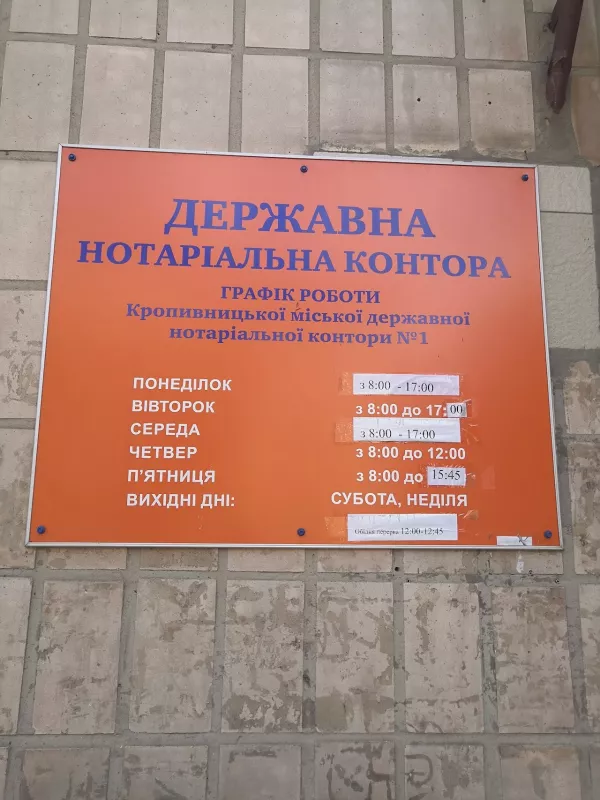 ДЕРЖАВНА
НОТАРІАЛЬНА КОНТОРА
ГРАФІК РОБОТИ
Кропивницької міської державної
нотаріальної контори №1
ПОНЕДІЛОК з 8:00 - 17:00
ВІВТОРОК з 8:00 до 17:00
СЕРЕДА з 8:00 - 17:00
ЧЕТВЕР з 8:00 до 12:00
П'ЯТНИЦЯ з 8:00 до 15:45
ВИХІДНІ ДНІ: СУБОТА, НЕДІЛЯ
Обідня перерва 12:00-12:45